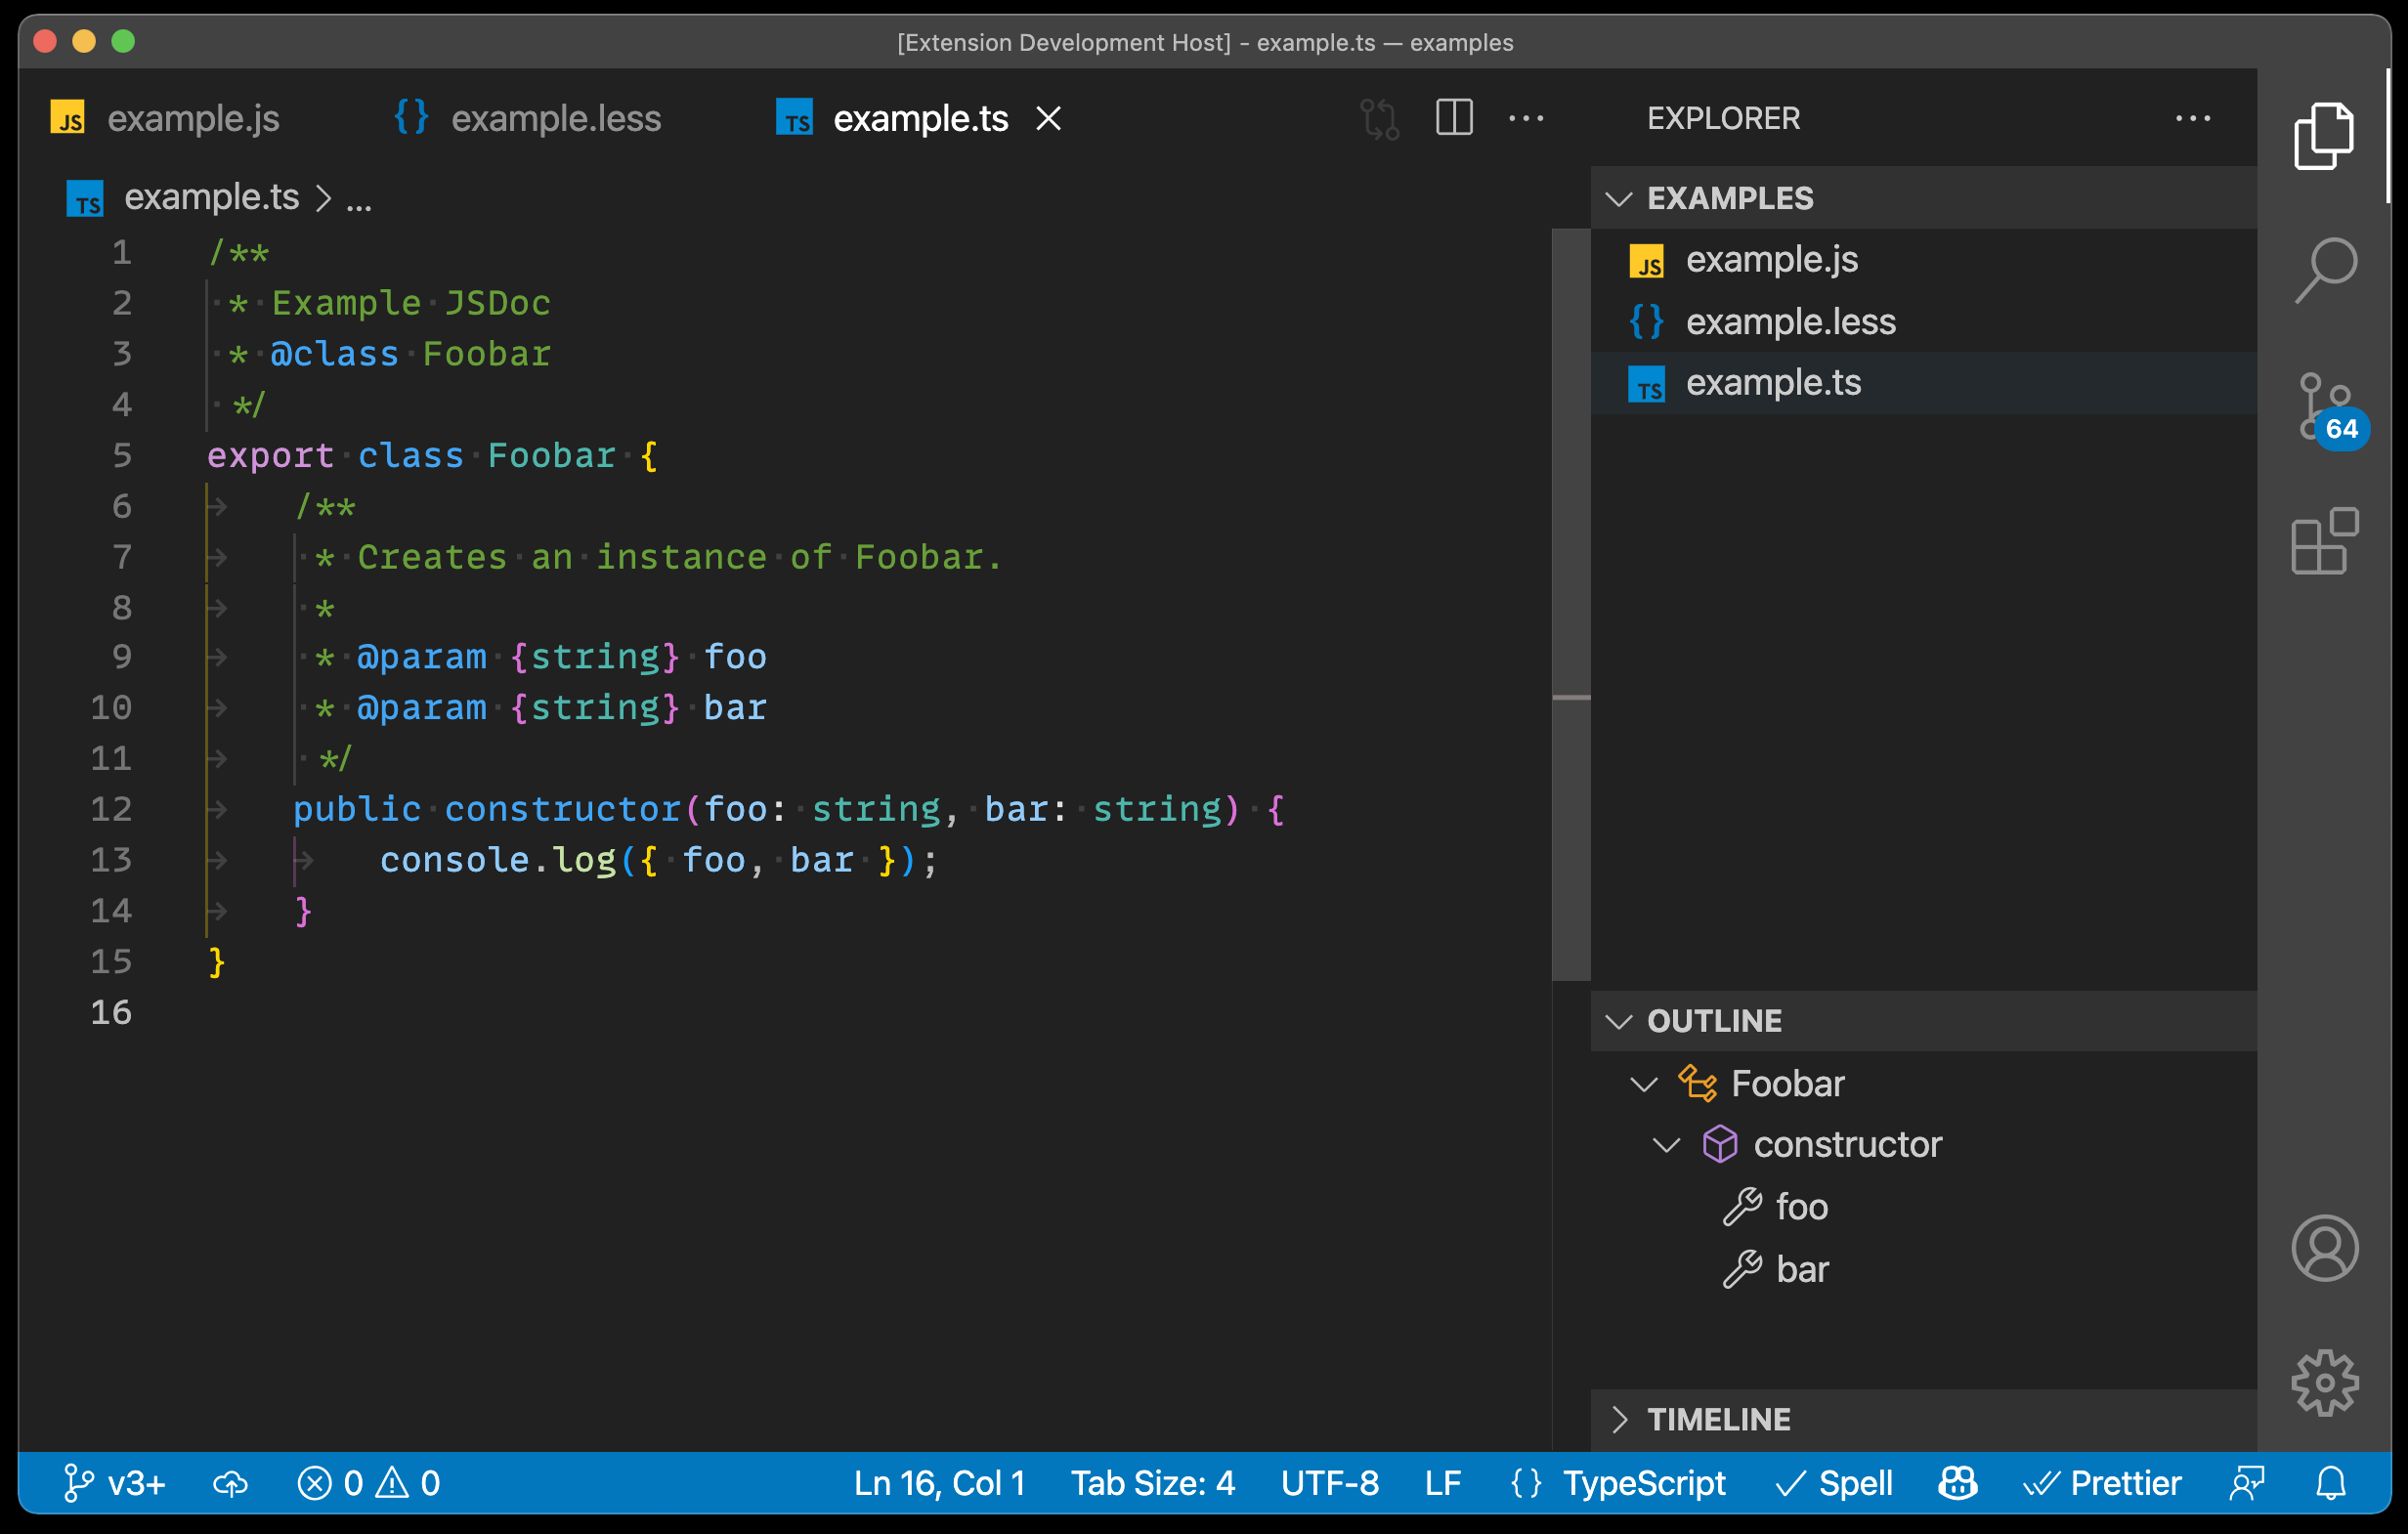 [Extension Development Host] - example.ts — examples
JS example.js {} example.less TS example.ts
TS example.ts > ...
1 /**
2 * Example JSDoc
3 * @class Foobar
4 */
5 export class Foobar {
6 /**
7 * Creates an instance of Foobar.
8 *
9 * @param {string} foo
10 * @param {string} bar
11 */
12 public constructor(foo: string, bar: string) {
13 console.log({ foo, bar });
14 }
15 }
16
EXPLORER
EXAMPLES
JS example.js
{} example.less
TS example.ts
OUTLINE
Foobar
constructor
foo
bar
TIMELINE
64
v3+ 0 0 Ln 16, Col 1 Tab Size: 4 UTF-8 LF {} TypeScript Spell Prettier